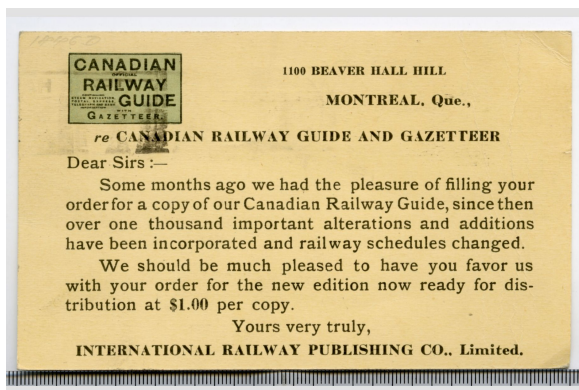 CANADIAN
OFFICIAL
RAILWAY
GUIDE
WITH
GAZETTEER.
1100 BEAVER HALL HILL
MONTREAL, Que.,
re CANADIAN RAILWAY GUIDE AND GAZETTEER
Dear Sirs :—
Some months ago we had the pleasure of filling your
order for a copy of our Canadian Railway Guide, since then
over one thousand important alterations and additions
have been incorporated and railway schedules changed.
We should be much pleased to have you favor us
with your order for the new edition now ready for dis-
tribution at $1.00 per copy.
Yours very truly,
INTERNATIONAL RAILWAY PUBLISHING CO., Limited.